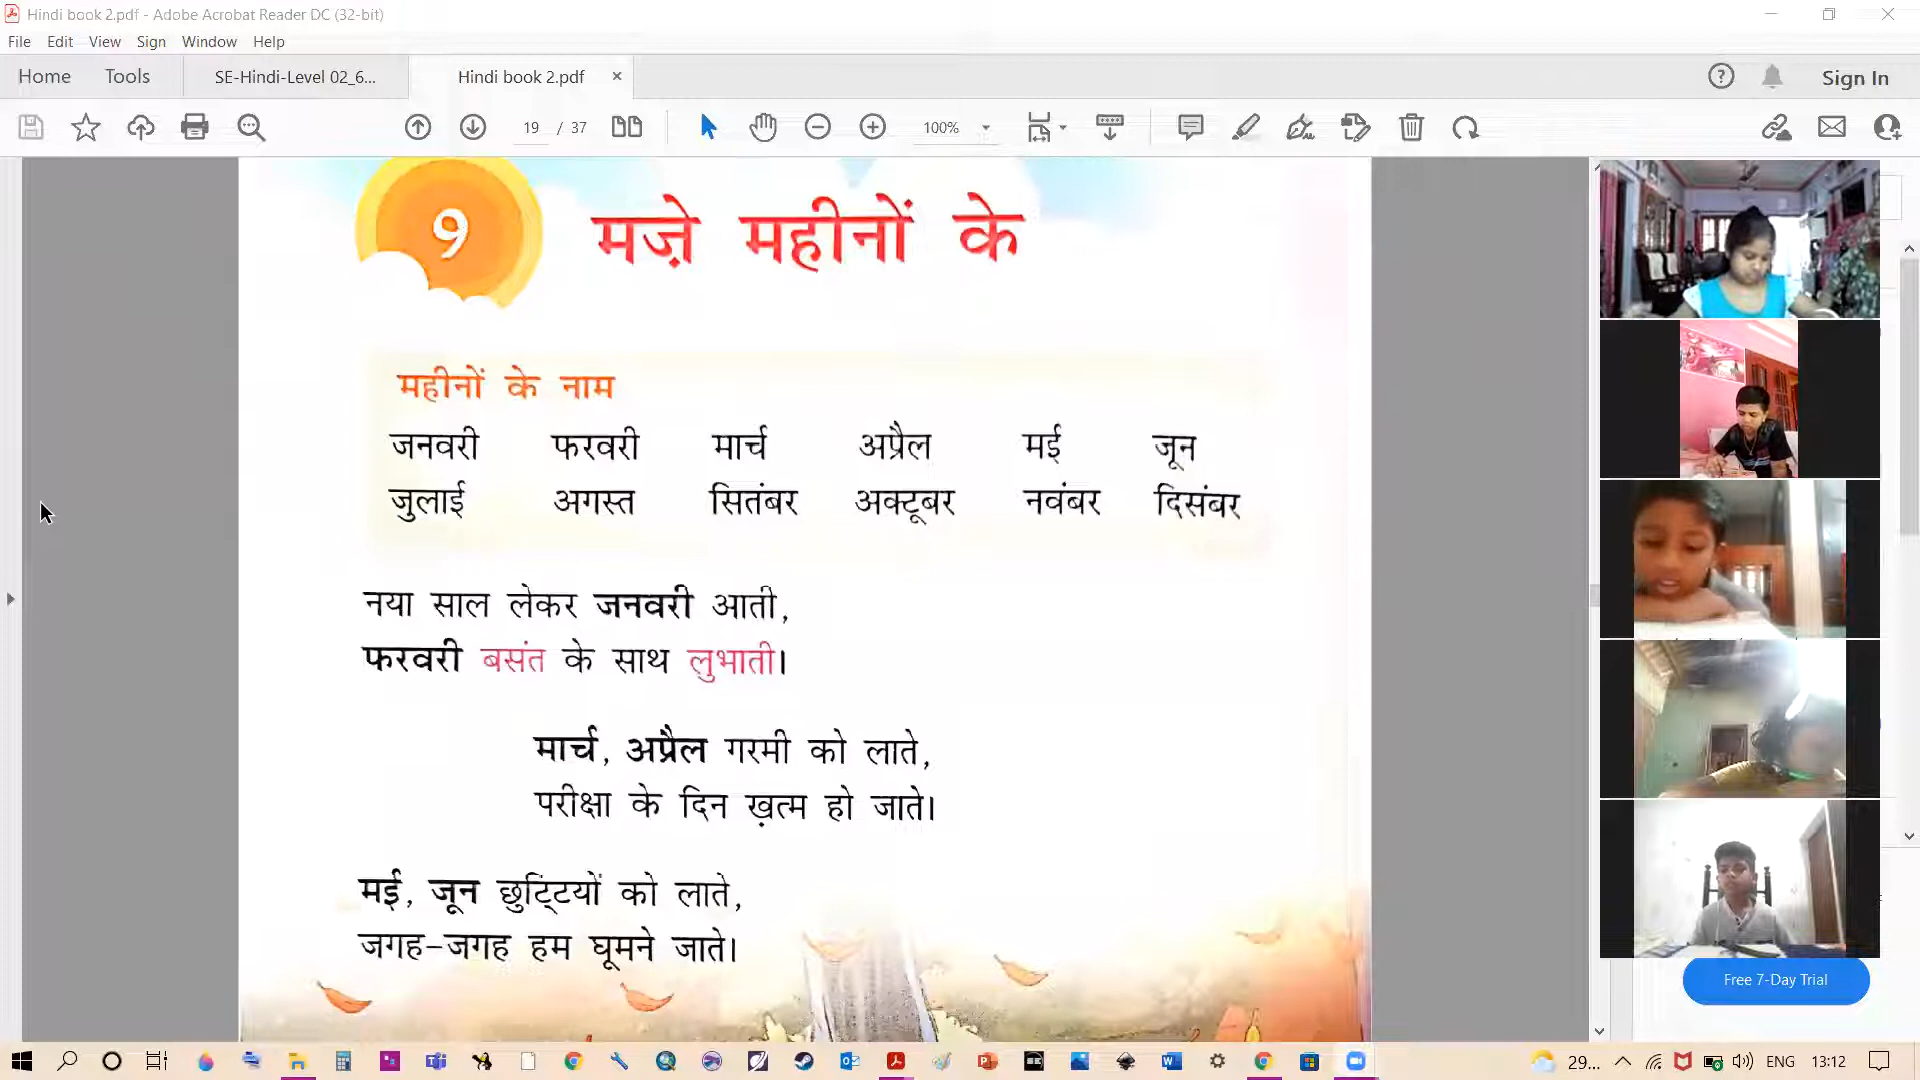 Hindi book 2.pdf - Adobe Acrobat Reader DC (32-bit)
File Edit View Sign Window Help
Home Tools SE-Hindi-Level 02_6... Hindi book 2.pdf × Sign In
19 / 37 100%
9 मज़े महीनों के
महीनों के नाम
जनवरी फरवरी मार्च अप्रैल मई जून
जुलाई अगस्त सितंबर अक्टूबर नवंबर दिसंबर
नया साल लेकर जनवरी आती,
फरवरी बसंत के साथ लुभाती।
मार्च, अप्रैल गरमी को लाते,
परीक्षा के दिन ख़त्म हो जाते।
मई, जून छुट्टियों को लाते,
जगह-जगह हम घूमने जाते।
Free 7-Day Trial
29... ENG 13:12